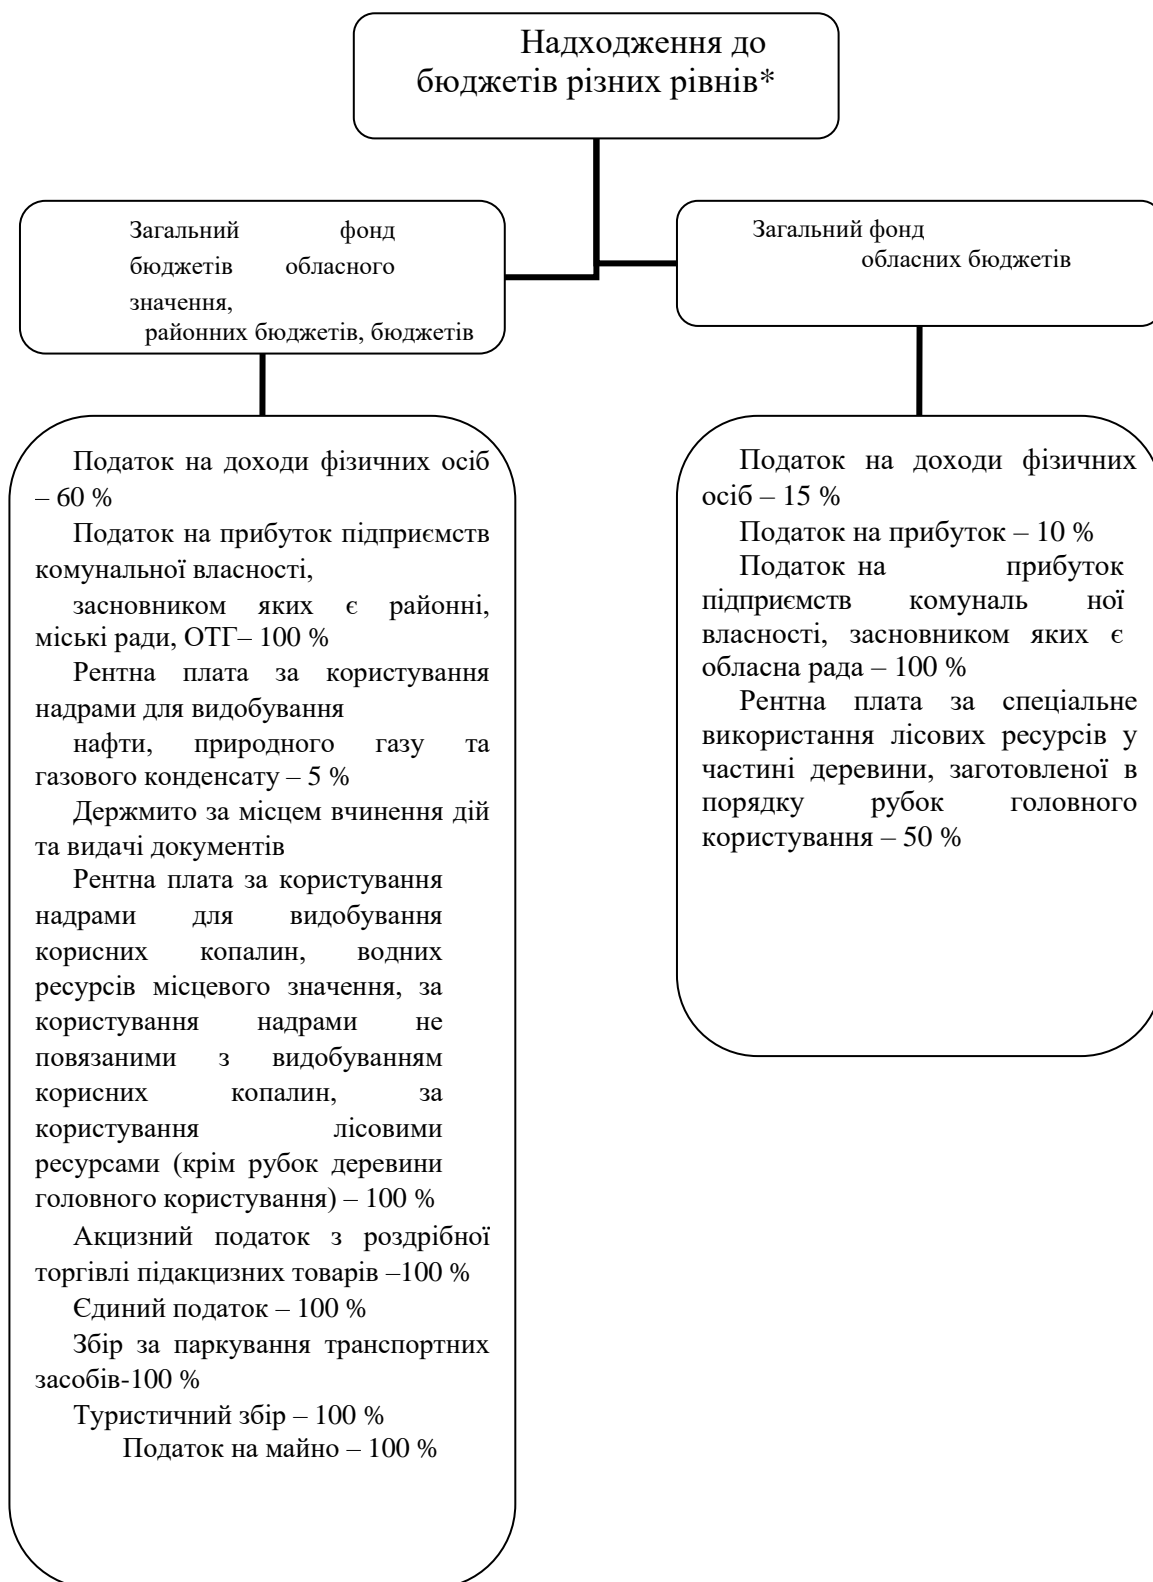 Надходження до
бюджетів різних рівнів*
Загальний фонд
бюджетів обласного
значення,
районних бюджетів, бюджетів
Загальний фонд
обласних бюджетів
Податок на доходи фізичних осіб
– 60 %
Податок на прибуток підприємств
комунальної власності,
засновником яких є районні,
міські ради, ОТГ– 100 %
Рентна плата за користування
надрами для видобування
нафти, природного газу та
газового конденсату – 5 %
Держмито за місцем вчинення дій
та видачі документів
Рентна плата за користування
надрами для видобування
корисних копалин, водних
ресурсів місцевого значення, за
користування надрами не
повязаними з видобуванням
корисних копалин, за
користування лісовими
ресурсами (крім рубок деревини
головного користування) – 100 %
Акцизний податок з роздрібної
торгівлі підакцизних товарів –100 %
Єдиний податок – 100 %
Збір за паркування транспортних
засобів-100 %
Туристичний збір – 100 %
Податок на майно – 100 %
Податок на доходи фізичних
осіб – 15 %
Податок на прибуток – 10 %
Податок на прибуток
підприємств комуналь ної
власності, засновником яких є
обласна рада – 100 %
Рентна плата за спеціальне
використання лісових ресурсів у
частині деревини, заготовленої в
порядку рубок головного
користування – 50 %